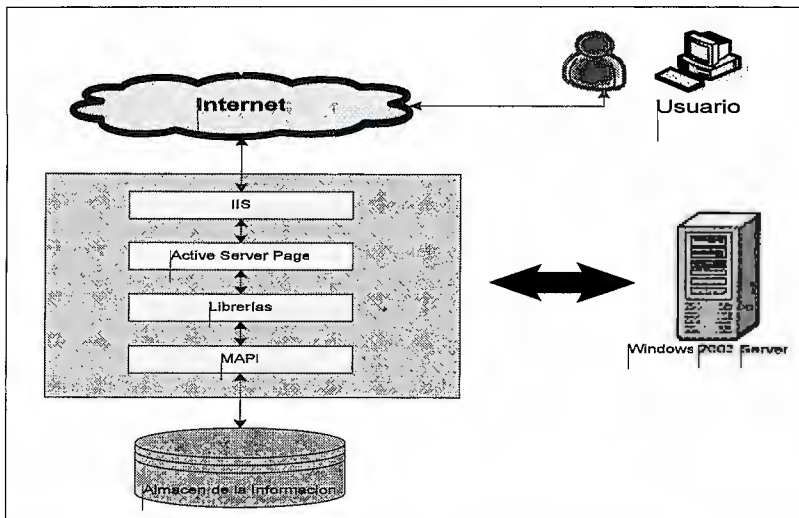 Internet
Usuario
IIS
Active Server Page
Librerías
MAPI
Windows 2003 Server
Almacen de la Informacion